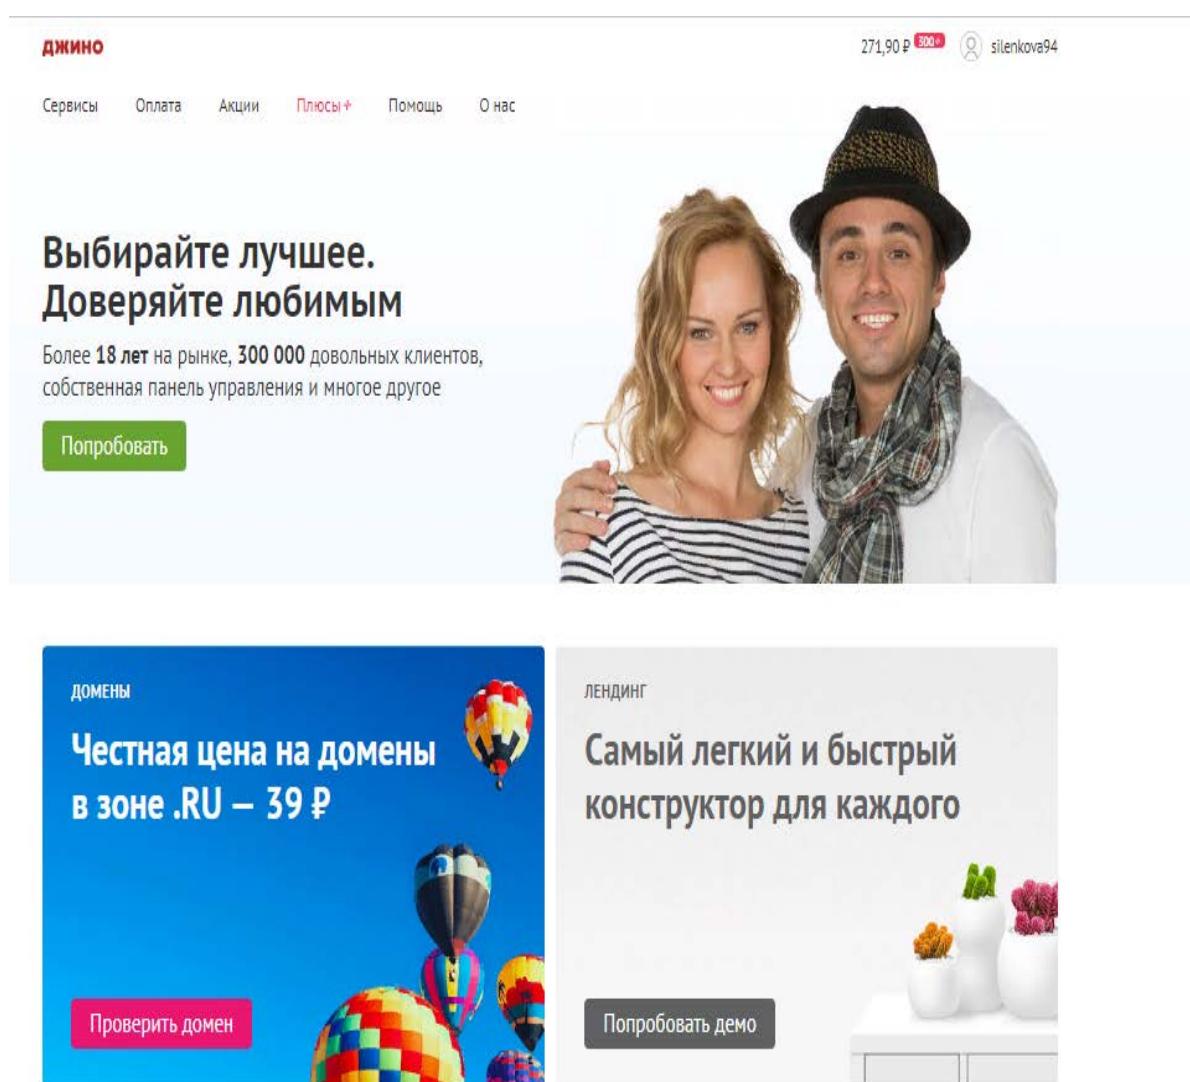 джино
271,90 ₽ 300+ silenkova94
Сервисы Оплата Акции Плюсы+ Помощь О нас
Выбирайте лучшее.
Доверяйте любимым
Более 18 лет на рынке, 300 000 довольных клиентов,
собственная панель управления и многое другое
Попробовать
ДОМЕНЫ
Честная цена на домены
в зоне .RU — 39 ₽
Проверить домен
ЛЕНДИНГ
Самый легкий и быстрый
конструктор для каждого
Попробовать демо